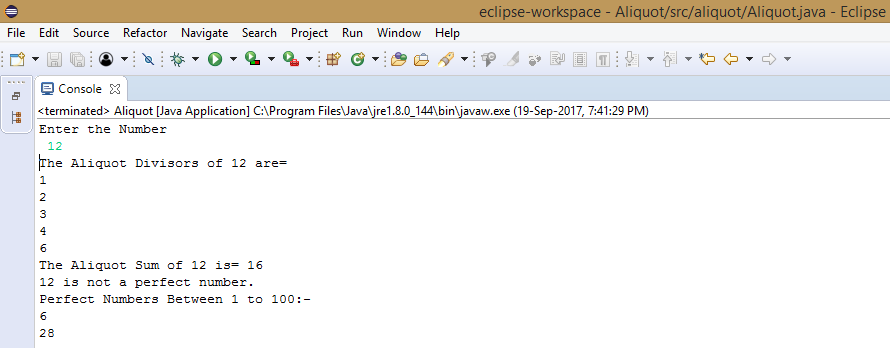 eclipse-workspace - Aliquot/src/aliquot/Aliquot.java - Eclipse
File Edit Source Refactor Navigate Search Project Run Window Help
Console
<terminated> Aliquot [Java Application] C:\Program Files\Java\jre1.8.0_144\bin\javaw.exe (19-Sep-2017, 7:41:29 PM)
Enter the Number
12
The Aliquot Divisors of 12 are=
1
2
3
4
6
The Aliquot Sum of 12 is= 16
12 is not a perfect number.
Perfect Numbers Between 1 to 100:-
6
28